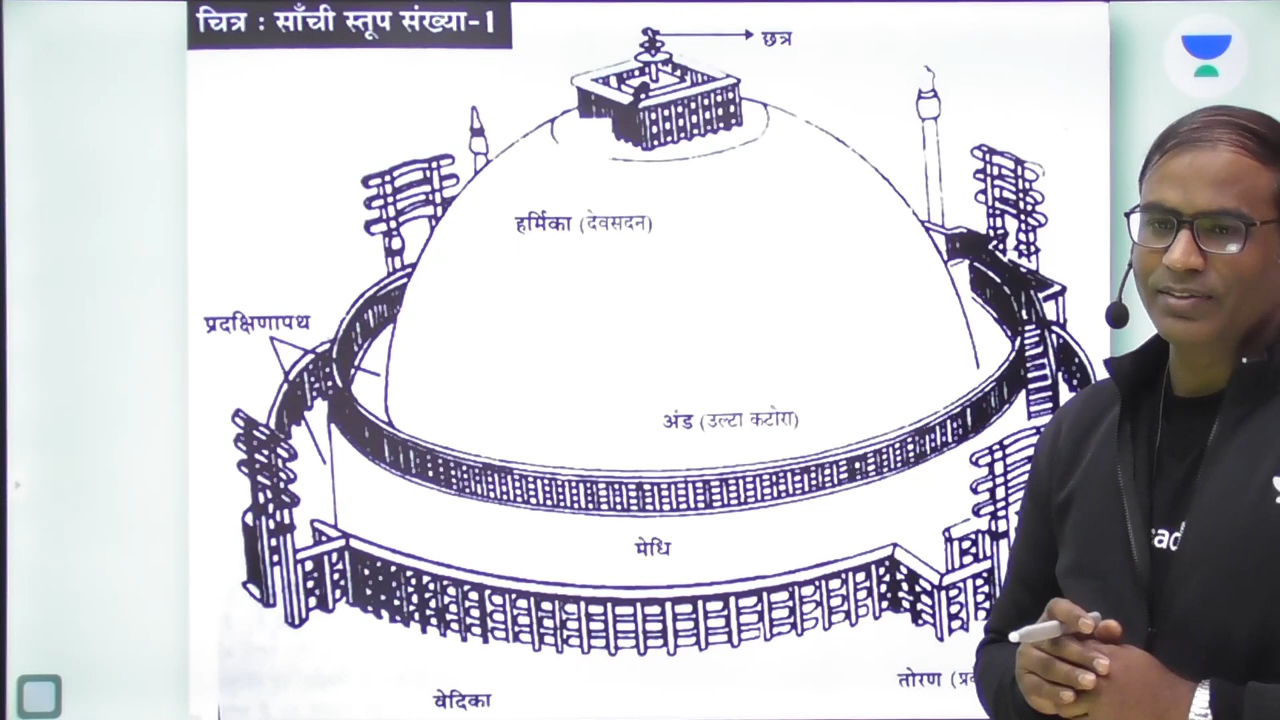 चित्र : साँची स्तूप संख्या-1
छत्र
हर्मिका (देवसदन)
प्रदक्षिणापथ
अंड (उल्टा कटोरा)
मेधि
तोरण
वेदिका